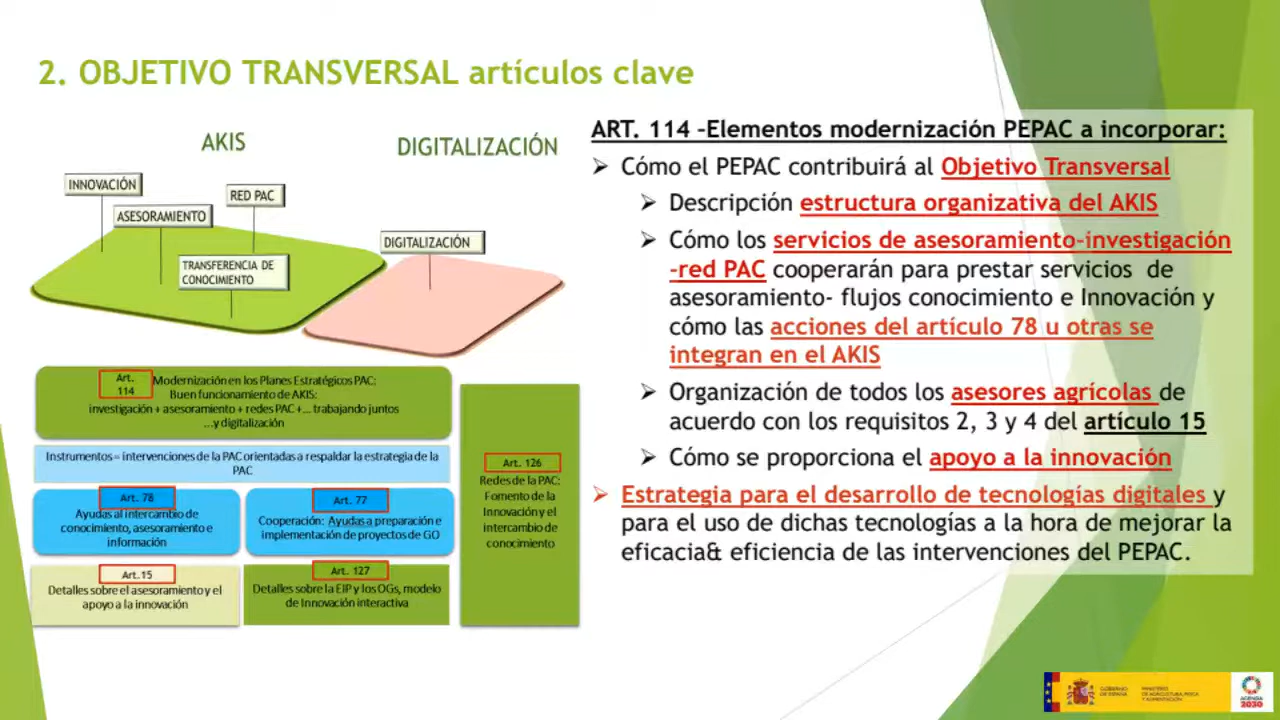 2. OBJETIVO TRANSVERSAL artículos clave
AKIS
DIGITALIZACIÓN
INNOVACIÓN
RED PAC
ASESORAMIENTO
DIGITALIZACIÓN
TRANSFERENCIA DE
CONOCIMIENTO
Art.
114
Modernización en los Planes Estratégicos PAC:
Buen funcionamiento de AKIS:
investigación + asesoramiento + redes PAC +... trabajando juntos
...y digitalización
Instrumentos = intervenciones de la PAC orientadas a respaldar la estrategia de la
PAC
Art. 78
Ayudas al intercambio de
conocimiento, asesoramiento e
información
Art. 77
Cooperación: Ayudas a preparación e
implementación de proyectos de GO
Art.15
Detalles sobre el asesoramiento y el
apoyo a la innovación
Art. 127
Detalles sobre la EIP y los OGs, modelo
de Innovación interactiva
Art. 126
Redes de la PAC:
Fomento de la
Innovación y el
intercambio de
conocimiento
ART. 114 –Elementos modernización PEPAC a incorporar:
➢ Cómo el PEPAC contribuirá al Objetivo Transversal
➢ Descripción estructura organizativa del AKIS
➢ Cómo los servicios de asesoramiento-investigación
-red PAC cooperarán para prestar servicios de
asesoramiento- flujos conocimiento e Innovación y
cómo las acciones del artículo 78 u otras se
integran en el AKIS
➢ Organización de todos los asesores agrícolas de
acuerdo con los requisitos 2, 3 y 4 del artículo 15
➢ Cómo se proporciona el apoyo a la innovación
➢ Estrategia para el desarrollo de tecnologías digitales y
para el uso de dichas tecnologías a la hora de mejorar la
eficacia& eficiencia de las intervenciones del PEPAC.
GOBIERNO
DE ESPAÑA
MINISTERIO
DE AGRICULTURA, PESCA
Y ALIMENTACIÓN
AGENDA
2030